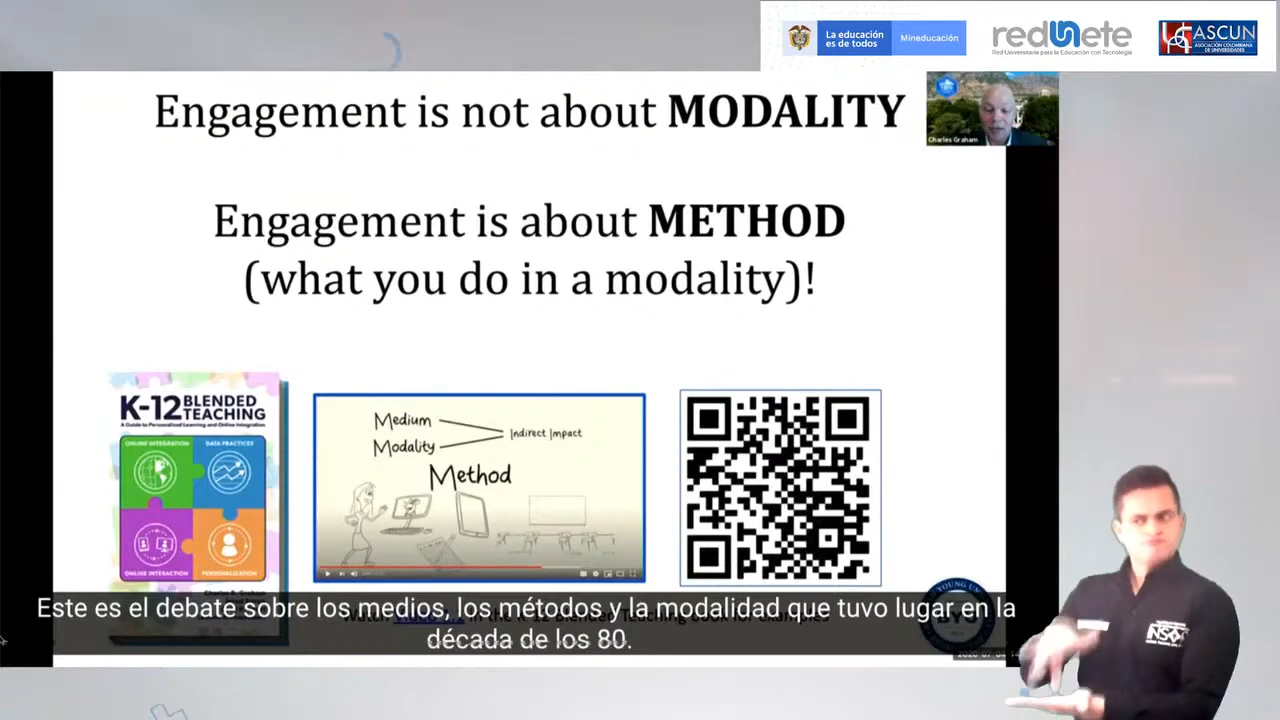 La educación
es de todos
Mineducación
redunete
Red Universitaria para la Educación con Tecnología
ASCUN
ASOCIACIÓN COLOMBIANA
DE UNIVERSIDADES
Engagement is not about MODALITY
Charles Graham
Engagement is about METHOD
(what you do in a modality)!
K-12 BLENDED
TEACHING
A Guide to Personalized Learning and Online Integration
ONLINE INTEGRATION
DATA PRACTICES
ONLINE INTERACTION
PERSONALIZATION
Medium
Modality
Indirect Impact
Method
Este es el debate sobre los medios, los métodos y la modalidad que tuvo lugar en la
década de los 80.